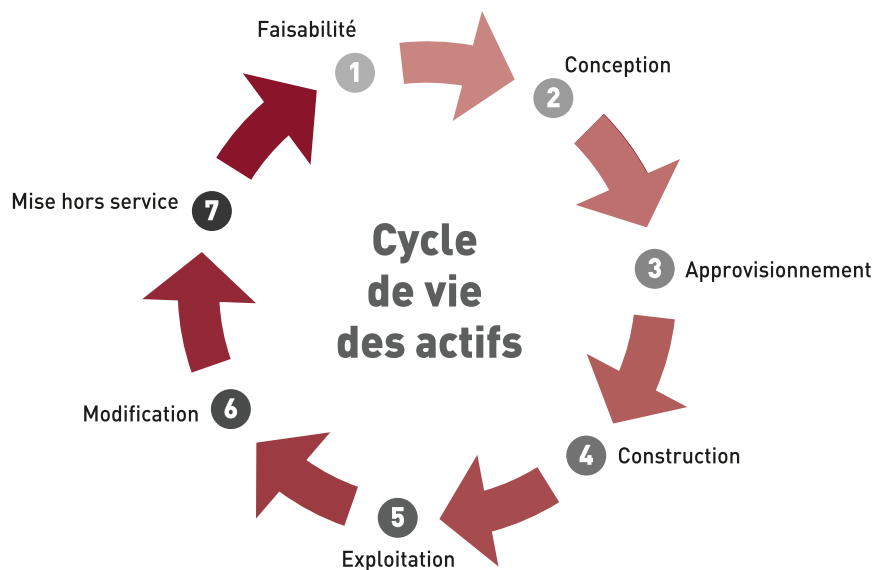 Faisabilité
1
Conception
2
3
Approvisionnement
4
Construction
5
Exploitation
6
Modification
7
Mise hors service
Cycle
de vie
des actifs